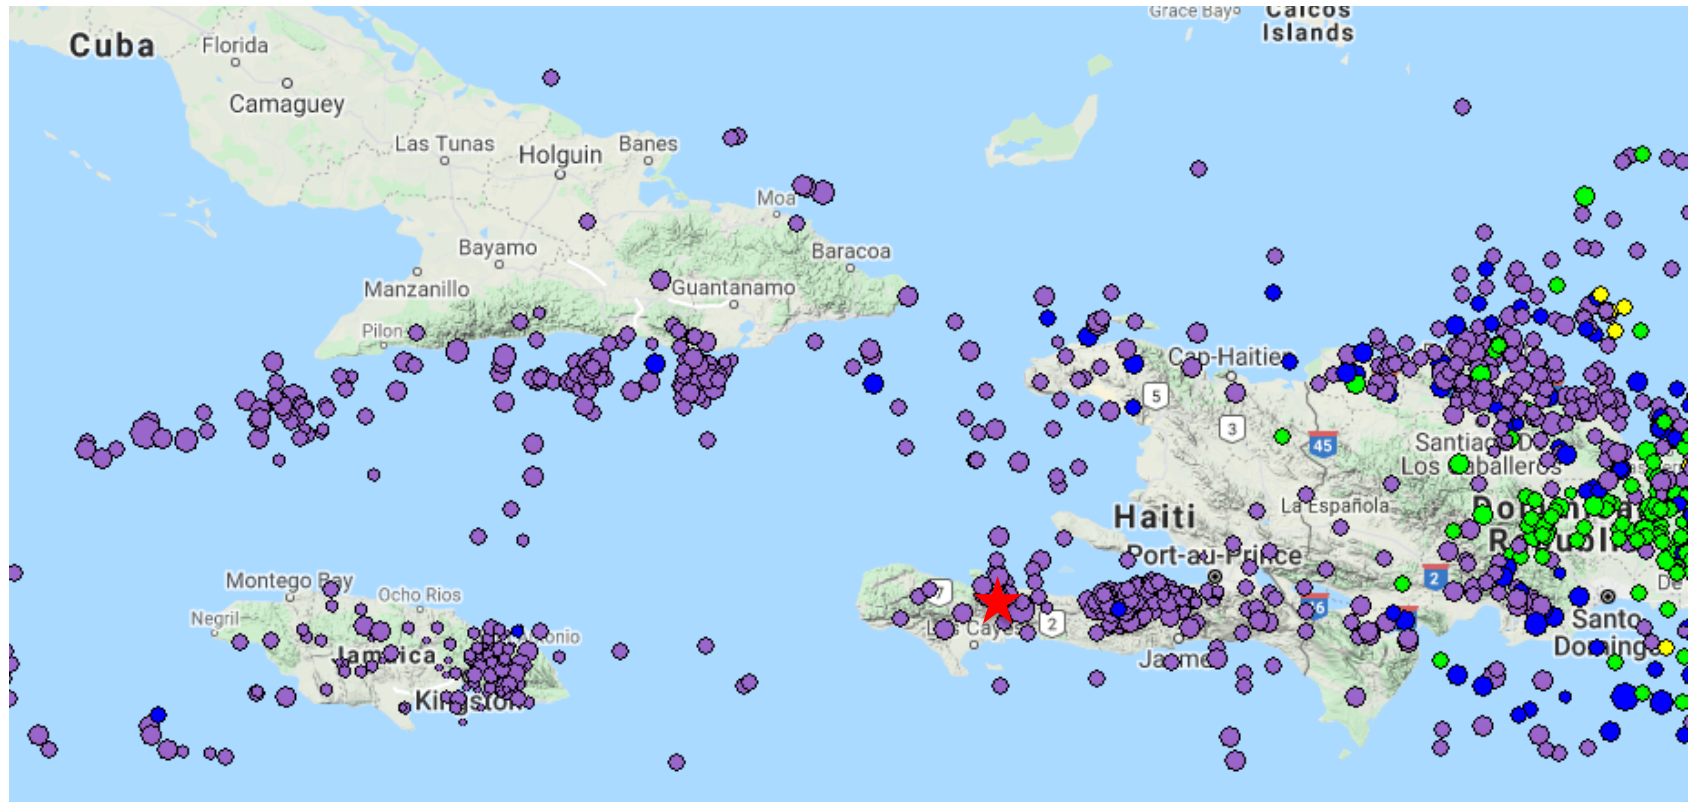 Grace Bay
Caicos
Islands
Cuba
Florida
Camaguey
Las Tunas
Holguin
Banes
Moa
Bayamo
Baracoa
Manzanillo
Guantanamo
Pilon
Cap-Haitien
5
3
45
Santiago De
Los Caballeros
La Española
Haiti
Port-au-Prince
2
Montego Bay
Ocho Rios
Negril
2
Les Cayes
Santo
Domingo
Jamaica
Kingston